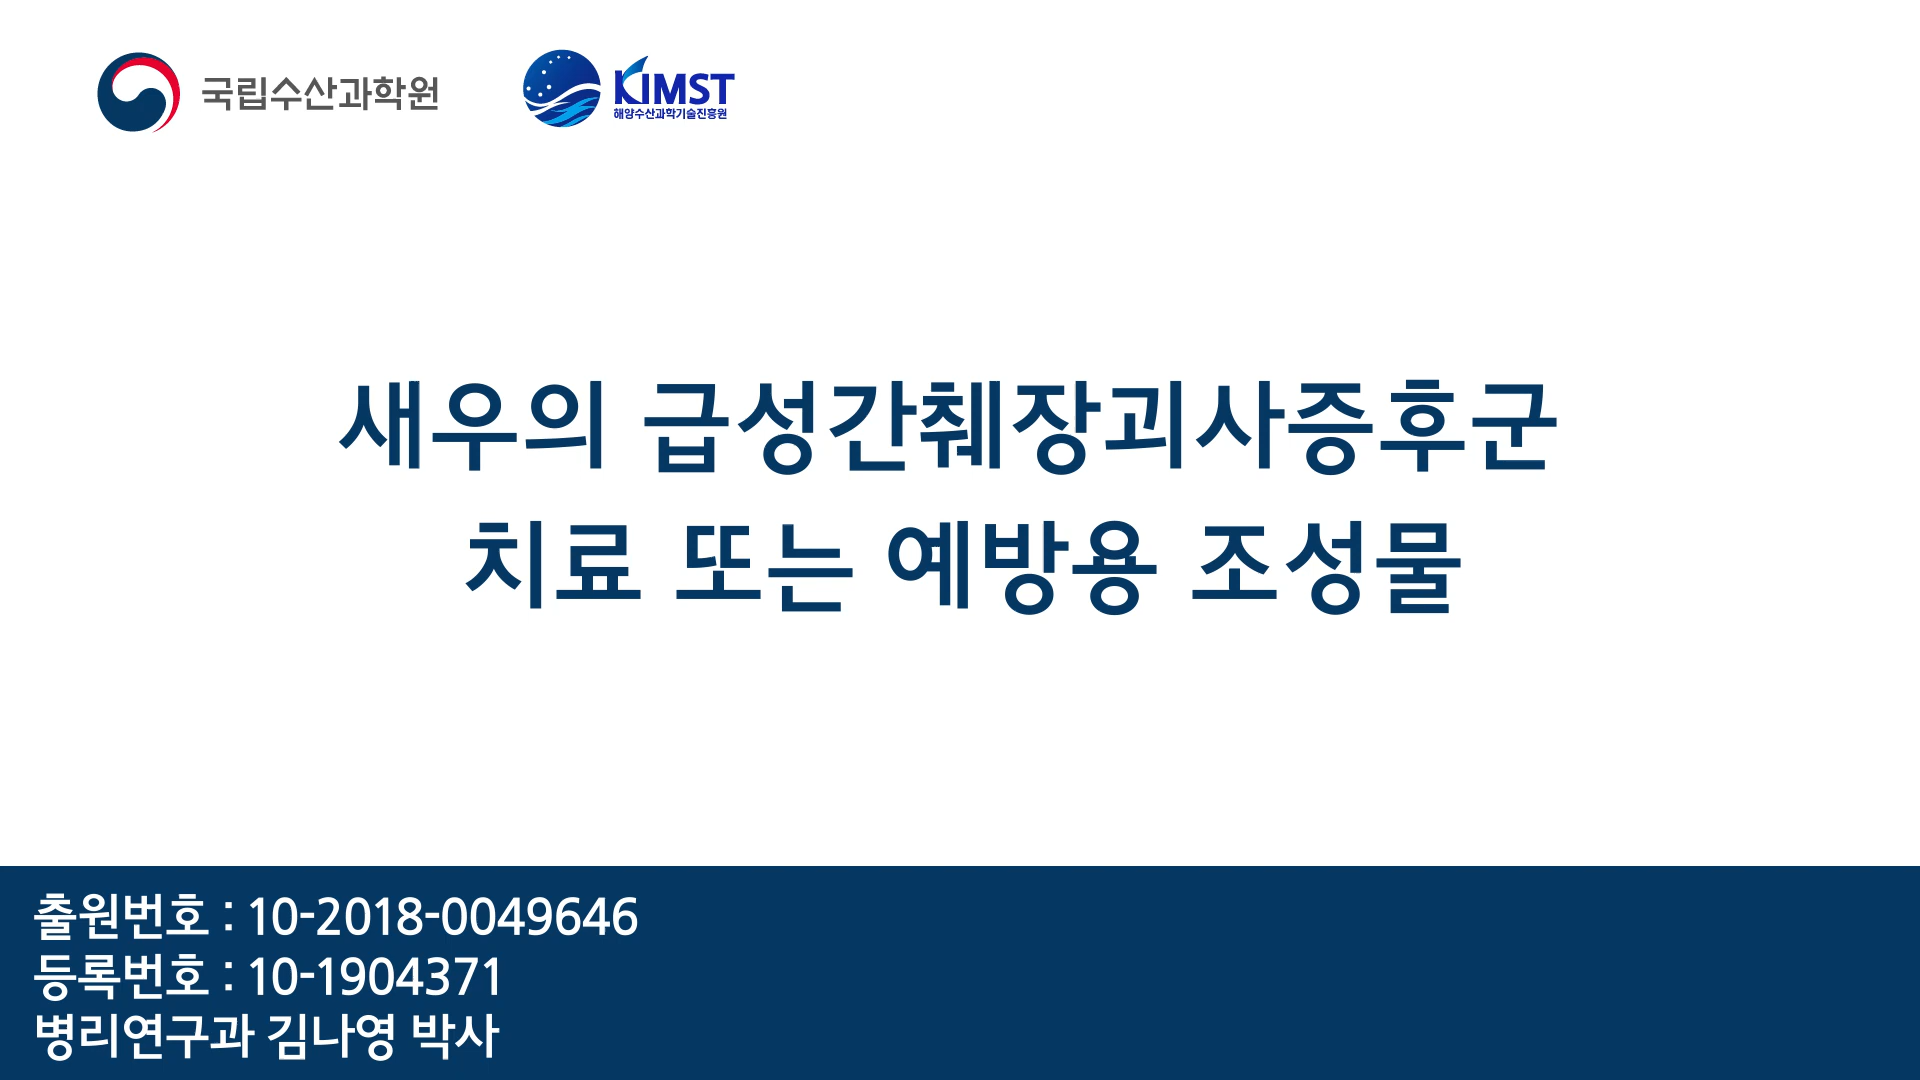 국립수산과학원
KIMST
해양수산과학기술진흥원
새우의 급성간췌장괴사증후군
치료 또는 예방용 조성물
출원번호 : 10-2018-0049646
등록번호 : 10-1904371
병리연구과 김나영 박사